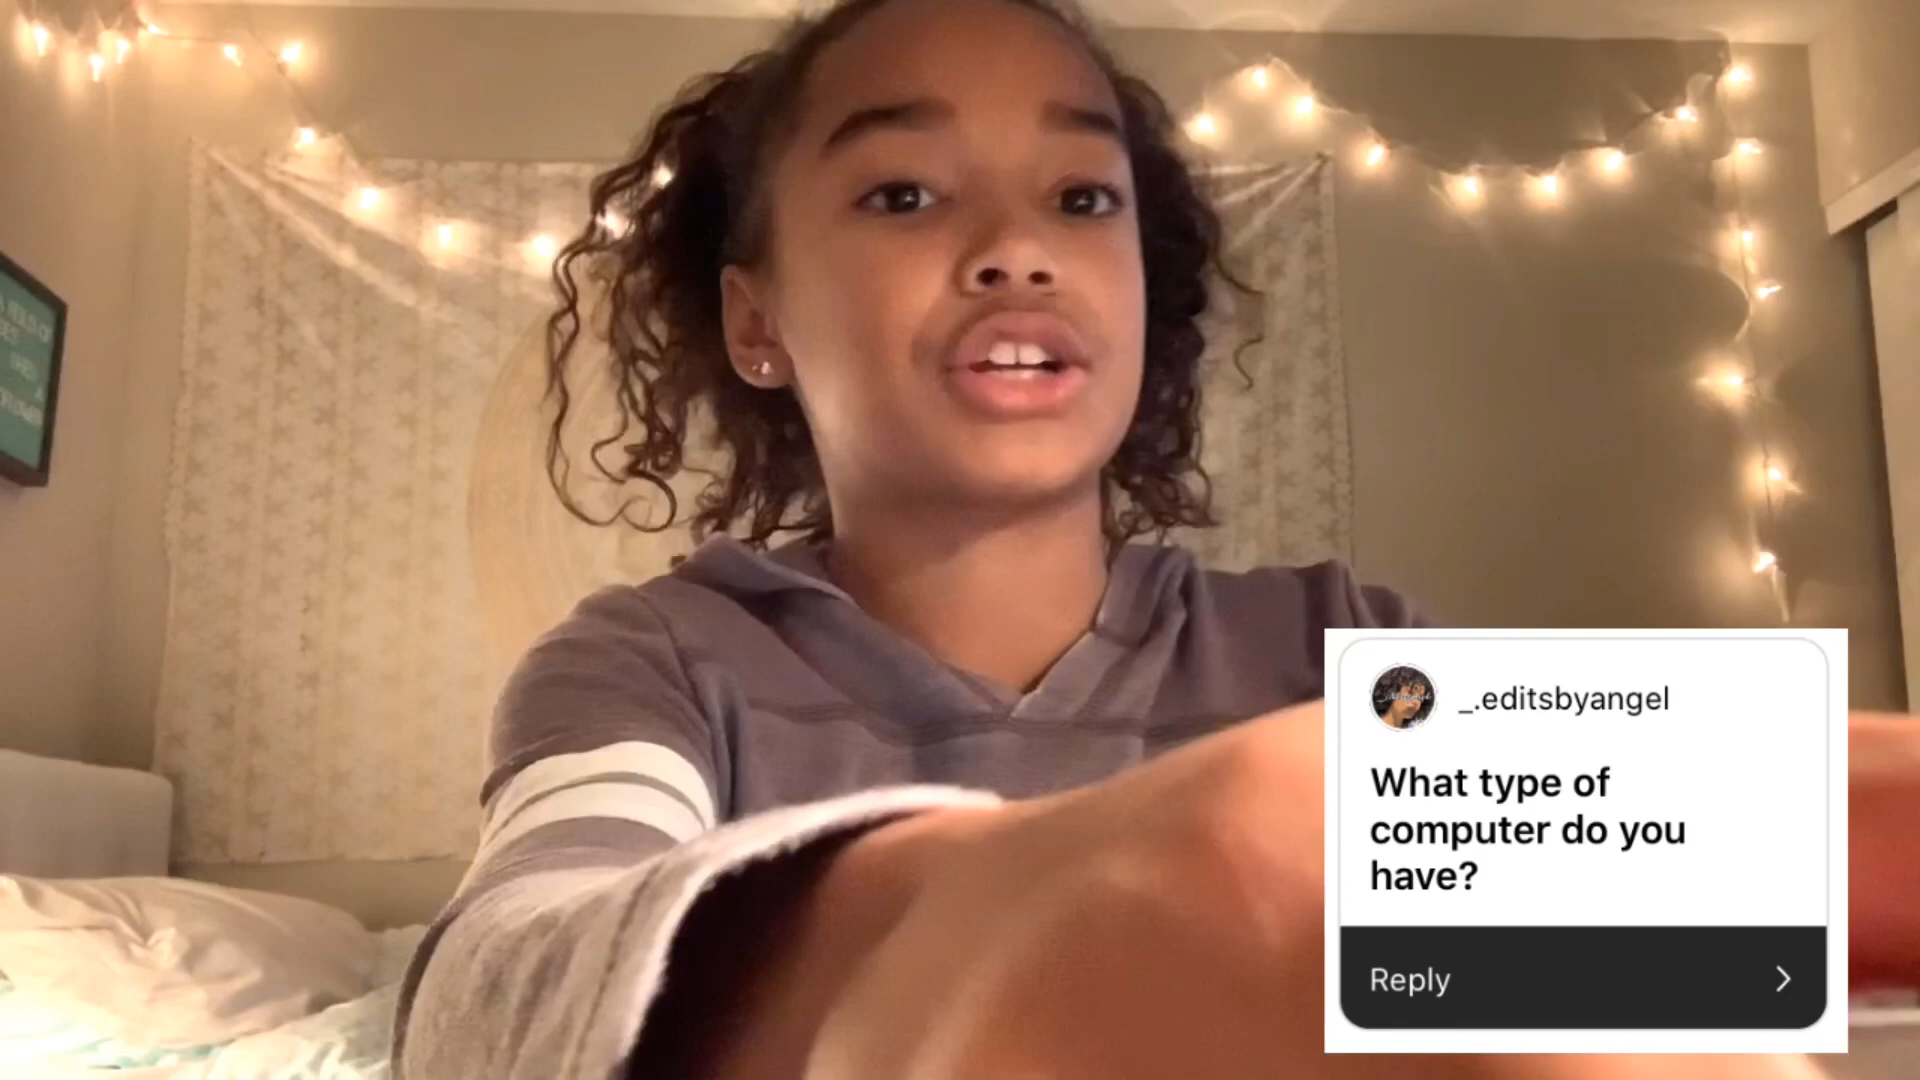 _.editsbyangel
What type of
computer do you
have?
Reply